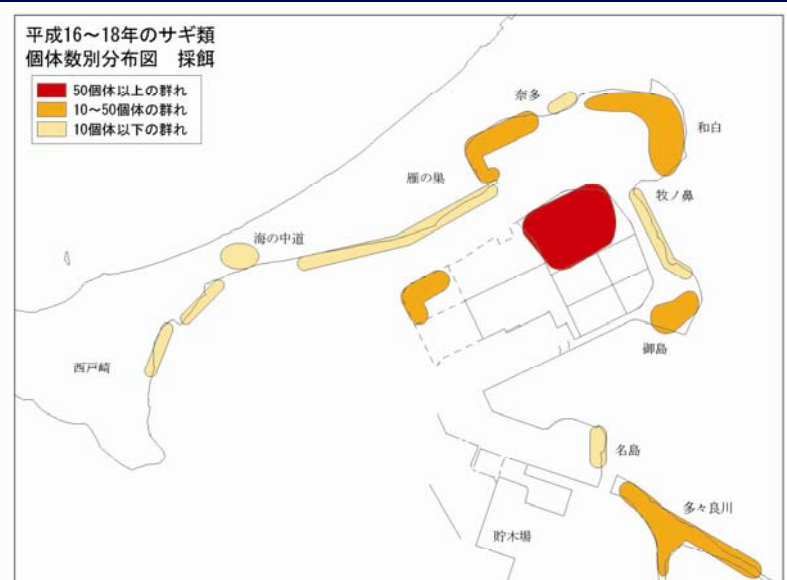 平成16～18年のサギ類
個体数別分布図　採餌
50個体以上の群れ
10～50個体の群れ
10個体以下の群れ
奈多
和白
雁の巣
牧ノ鼻
海の中道
御島
西戸崎
名島
多々良川
貯木場